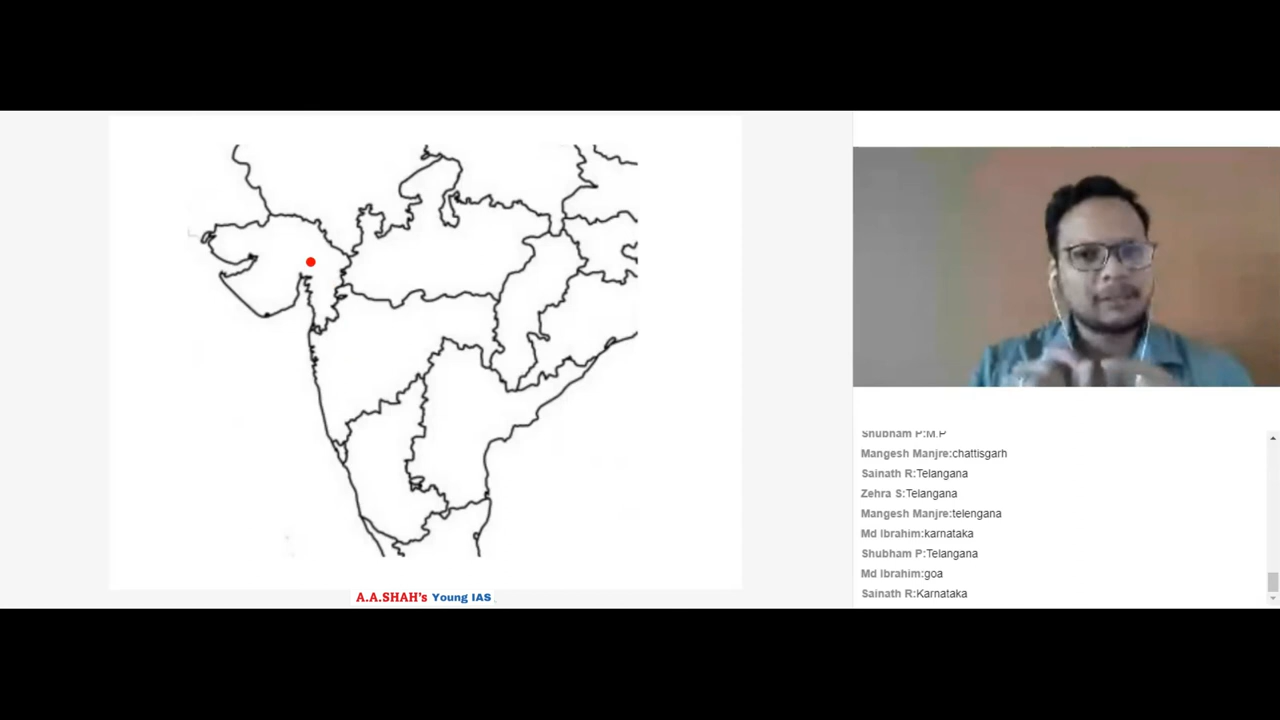 A.A.SHAH's Young IAS
Shubham P:M.P
Mangesh Manjre:chattisgarh
Sainath R:Telangana
Zehra S:Telangana
Mangesh Manjre:telengana
Md Ibrahim:karnataka
Shubham P:Telangana
Md Ibrahim:goa
Sainath R:Karnataka